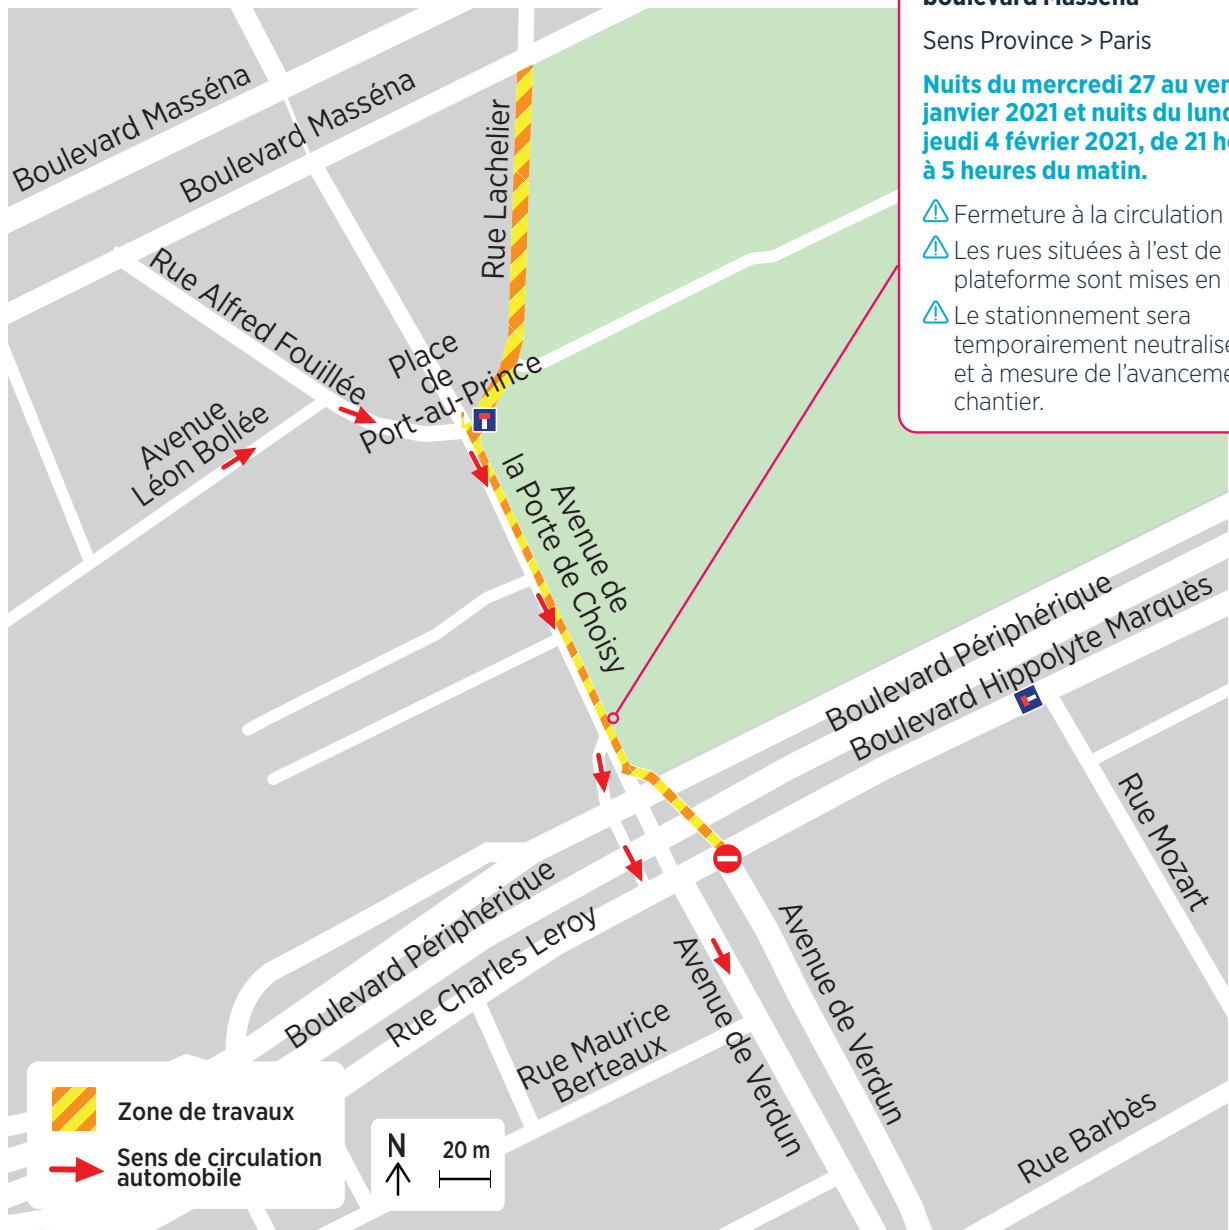 boulevard Masséna
Sens Province > Paris
Nuits du mercredi 27 au
janvier 2021 et nuits du
jeudi 4 février 2021, de 21
à 5 heures du matin.
Fermeture à la circulation
Les rues situées à l’est de
plateforme sont mises en
Le stationnement sera
temporairement
et à mesure de
chantier.
Boulevard Masséna
Boulevard Masséna
Rue Lachelier
Rue Alfred Fouillée
Place
de
Port-au-Prince
Avenue
Léon Bollée
Avenue de
la Porte de Choisy
Boulevard Périphérique
Boulevard Hippolyte Marquès
Rue Mozart
Boulevard Périphérique
Rue Charles Leroy
Avenue de Verdun
Avenue de Verdun
Rue Maurice
Berteaux
Rue Barbès
Zone de travaux
Sens de circulation
automobile
N
20 m